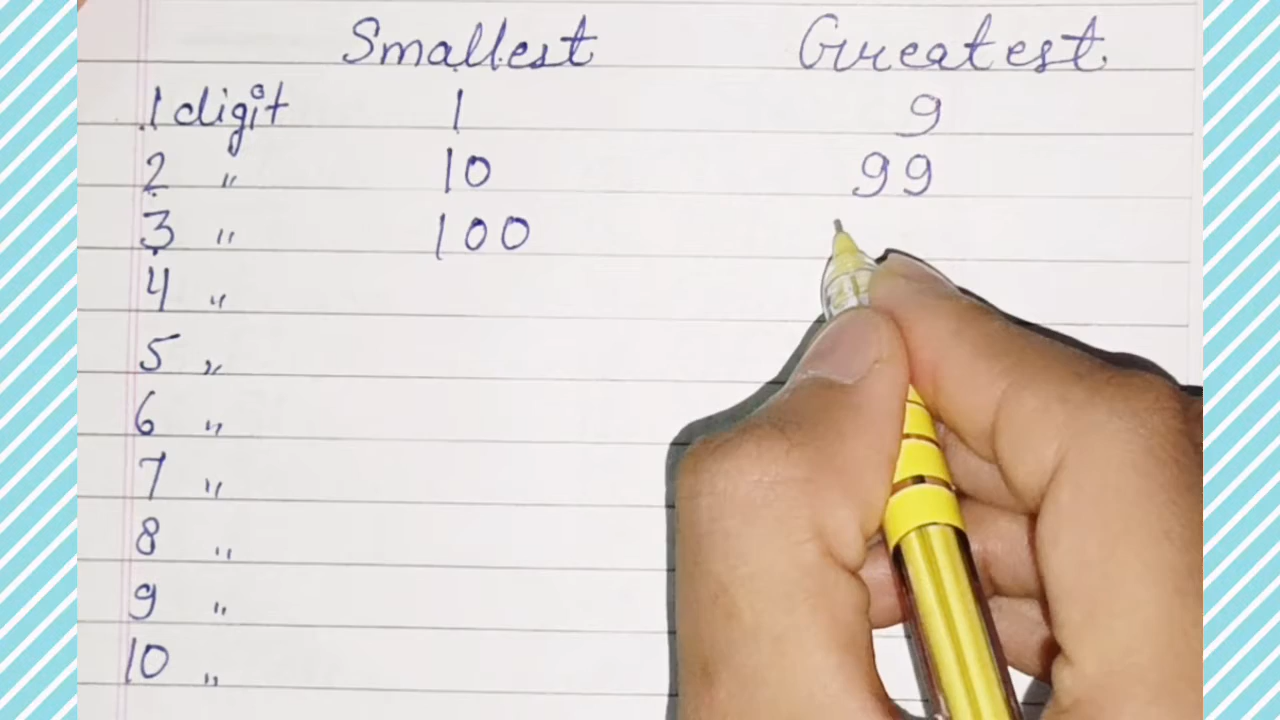 Smallest Greatest
1 digit 1 9
2 " 10 99
3 " 100
4 "
5 "
6 "
7 "
8 "
9 "
10 "